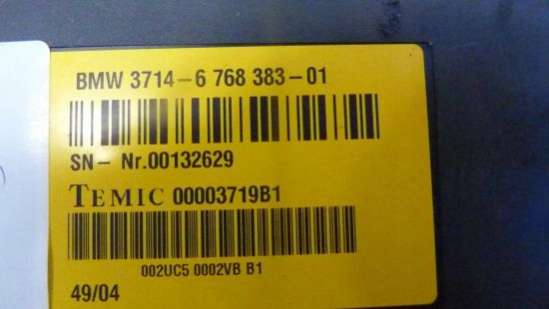 BMW 3714-6 768 383-01
SN- Nr.00132629
TEMIC 00003719B1
002UC5 0002VB B1
49/04